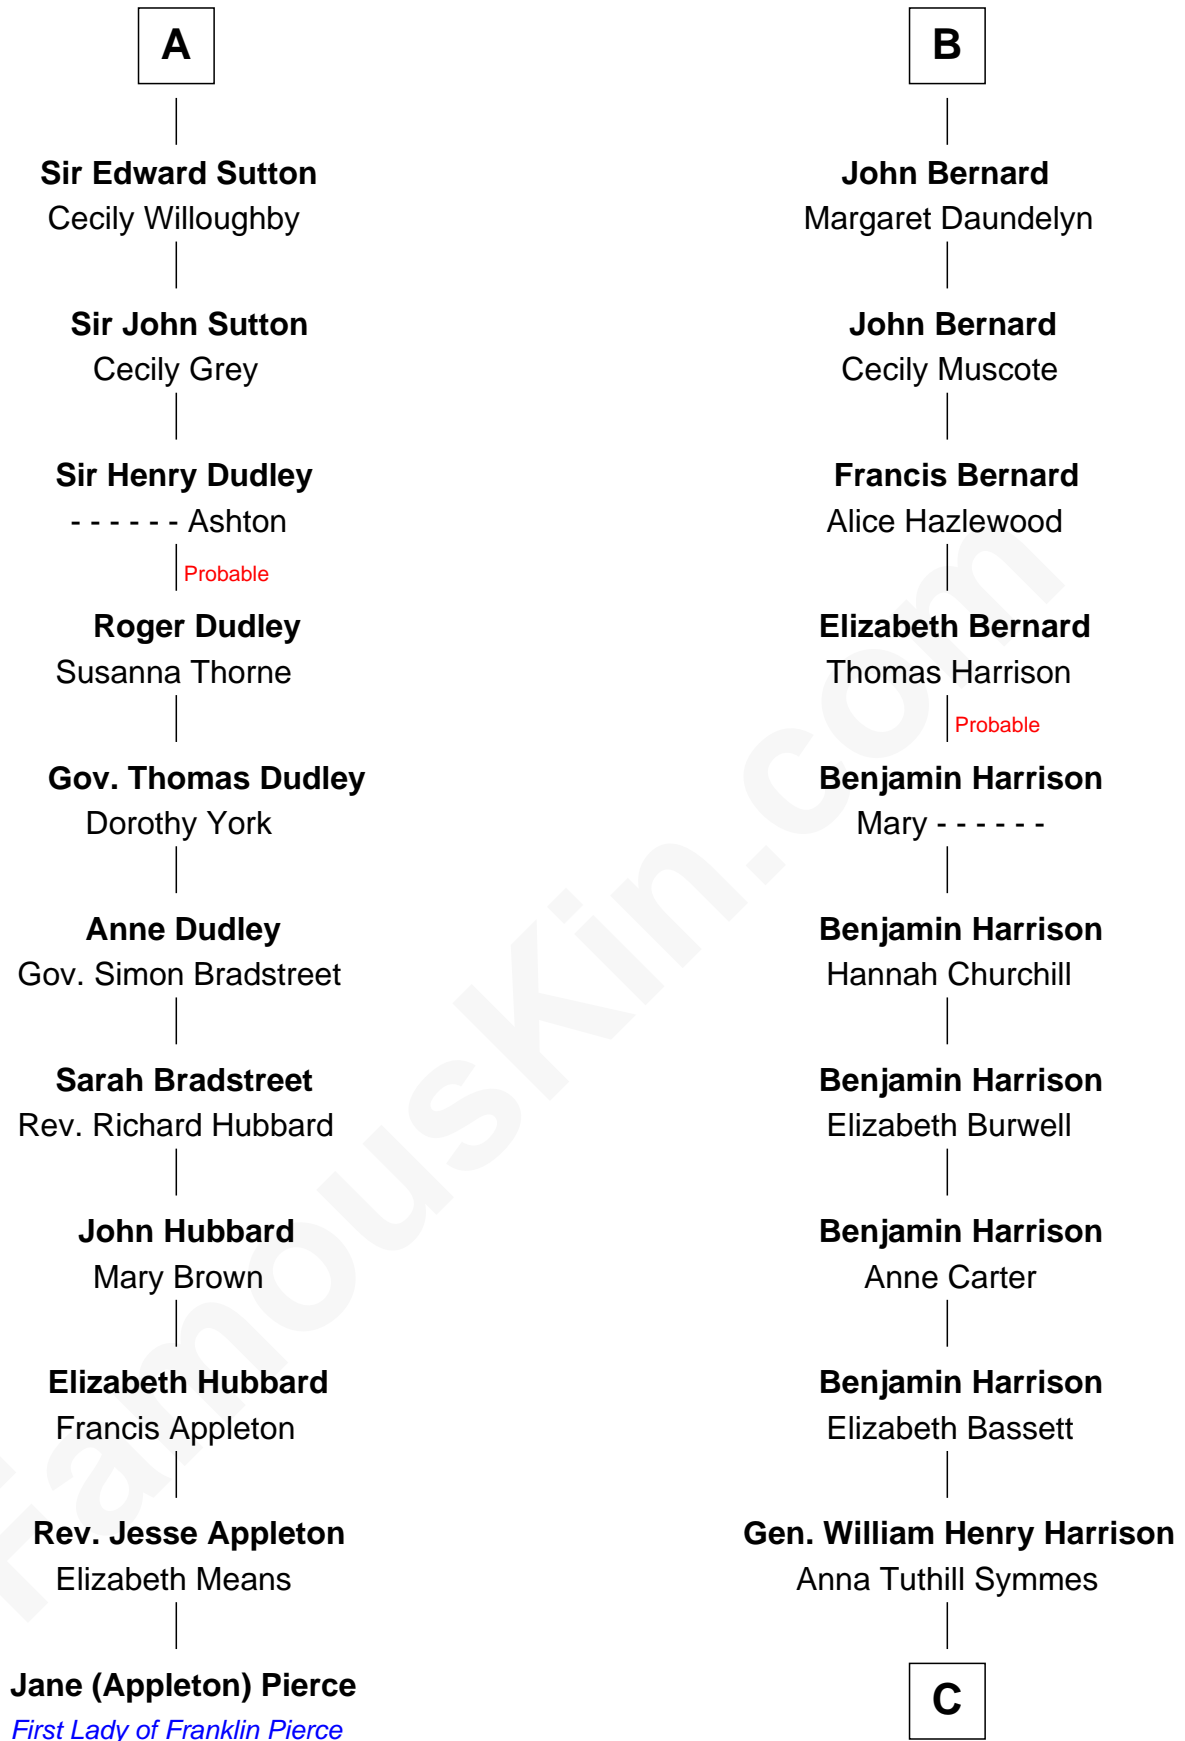 A
Sir Edward Sutton
Cecily Willoughby
Sir John Sutton
Cecily Grey
Sir Henry Dudley
- - - - - - Ashton
Probable
Roger Dudley
Susanna Thorne
Gov. Thomas Dudley
Dorothy York
Anne Dudley
Gov. Simon Bradstreet
Sarah Bradstreet
Rev. Richard Hubbard
John Hubbard
Mary Brown
Elizabeth Hubbard
Francis Appleton
Rev. Jesse Appleton
Elizabeth Means
Jane (Appleton) Pierce
First Lady of Franklin Pierce
B
John Bernard
Margaret Daundelyn
John Bernard
Cecily Muscote
Francis Bernard
Alice Hazlewood
Elizabeth Bernard
Thomas Harrison
Probable
Benjamin Harrison
Mary - - - - - -
Benjamin Harrison
Hannah Churchill
Benjamin Harrison
Elizabeth Burwell
Benjamin Harrison
Anne Carter
Benjamin Harrison
Elizabeth Bassett
Gen. William Henry Harrison
Anna Tuthill Symmes
C
FamousKin.com